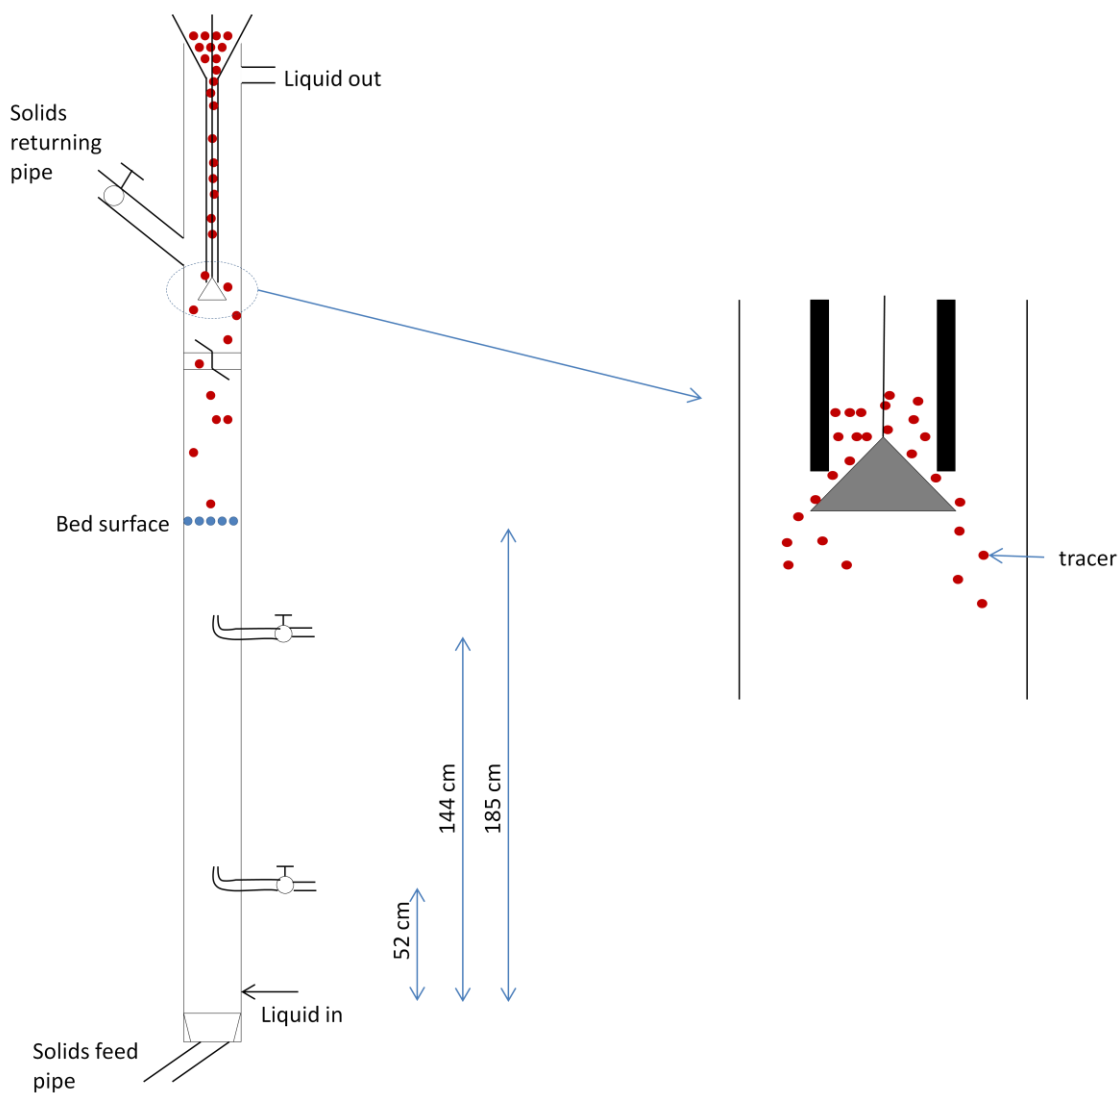 Liquid out
Solids
returning
pipe
Bed surface
tracer
144 cm
185 cm
52 cm
Liquid in
Solids feed
pipe